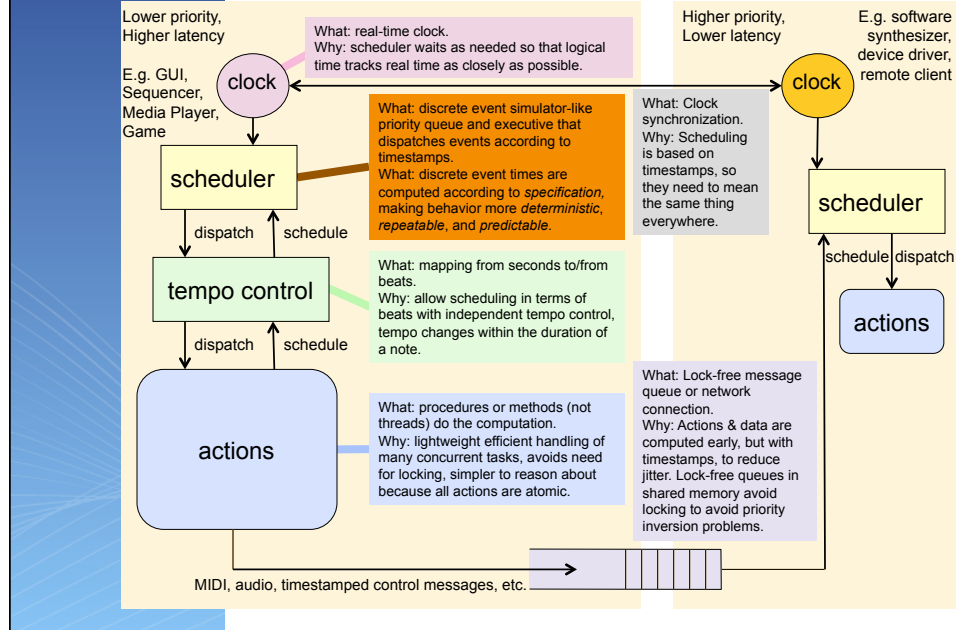 Lower priority,
Higher latency
E.g. GUI,
Sequencer,
Media Player,
Game
clock
What: real-time clock.
Why: scheduler waits as needed so that logical
time tracks real time as closely as possible.
scheduler
What: discrete event simulator-like
priority queue and executive that
dispatches events according to
timestamps.
What: discrete event times are
computed according to specification,
making behavior more deterministic,
repeatable, and predictable.
dispatch
schedule
tempo control
What: mapping from seconds to/from
beats.
Why: allow scheduling in terms of
beats with independent tempo control,
tempo changes within the duration of
a note.
dispatch
schedule
actions
What: procedures or methods (not
threads) do the computation.
Why: lightweight efficient handling of
many concurrent tasks, avoids need
for locking, simpler to reason about
because all actions are atomic.
MIDI, audio, timestamped control messages, etc.
What: Clock
synchronization.
Why: Scheduling
is based on
timestamps, so
they need to mean
the same thing
everywhere.
What: Lock-free message
queue or network
connection.
Why: Actions & data are
computed early, but with
timestamps, to reduce
jitter. Lock-free queues in
shared memory avoid
locking to avoid priority
inversion problems.
Higher priority,
Lower latency
E.g. software
synthesizer,
device driver,
remote client
clock
scheduler
schedule
dispatch
actions